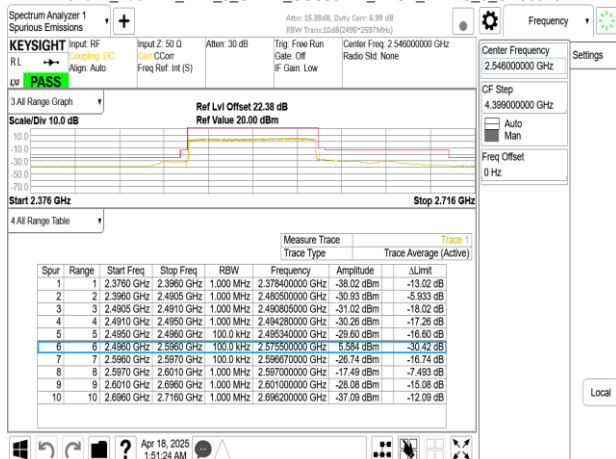 Spectrum Analyzer 1
Spurious Emissions
Attn: 15.39dB, Duty Corr: 6.99 dB
RBW Trans:10dB(2495~2597MHz)
Frequency
KEYSIGHT
Input: RF
Coupling: DC
Align: Auto
Input Z: 50 Ω
Corr CCorr
Freq Ref: Int (S)
Atten: 30 dB
Trig: Free Run
Gate: Off
IF Gain: Low
Center Freq: 2.546000000 GHz
Radio Std: None
RL
LXI
PASS
Center Frequency
2.546000000 GHz
Settings
CF Step
4.399000000 GHz
Auto
Man
Freq Offset
0 Hz
3 All Range Graph
Scale/Div 10.0 dB
Ref Lvl Offset 22.38 dB
Ref Value 20.00 dBm
10.0
-10.0
-30.0
-50.0
-70.0
Start 2.376 GHz
Stop 2.716 GHz
4 All Range Table
Measure Trace Trace 1
Trace Type Trace Average (Active)
Spur Range Start Freq Stop Freq RBW Frequency Amplitude ΔLimit
1 1 2.3760 GHz 2.3960 GHz 1.000 MHz 2.378400000 GHz -38.02 dBm -13.02 dB
2 2 2.3960 GHz 2.4905 GHz 1.000 MHz 2.480500000 GHz -30.93 dBm -5.933 dB
3 3 2.4905 GHz 2.4910 GHz 1.000 MHz 2.490805000 GHz -31.02 dBm -18.02 dB
4 4 2.4910 GHz 2.4950 GHz 1.000 MHz 2.494280000 GHz -30.26 dBm -17.26 dB
5 5 2.4950 GHz 2.4960 GHz 100.0 kHz 2.495340000 GHz -29.60 dBm -16.60 dB
6 6 2.4960 GHz 2.5960 GHz 100.0 kHz 2.575500000 GHz 5.584 dBm -30.42 dB
7 7 2.5960 GHz 2.5970 GHz 100.0 kHz 2.596670000 GHz -26.74 dBm -16.74 dB
8 8 2.5970 GHz 2.6010 GHz 1.000 MHz 2.597000000 GHz -17.49 dBm -7.493 dB
9 9 2.6010 GHz 2.6960 GHz 1.000 MHz 2.601000000 GHz -28.08 dBm -15.08 dB
10 10 2.6960 GHz 2.7160 GHz 1.000 MHz 2.696200000 GHz -37.09 dBm -12.09 dB
Local
Apr 18, 2025
1:51:24 AM